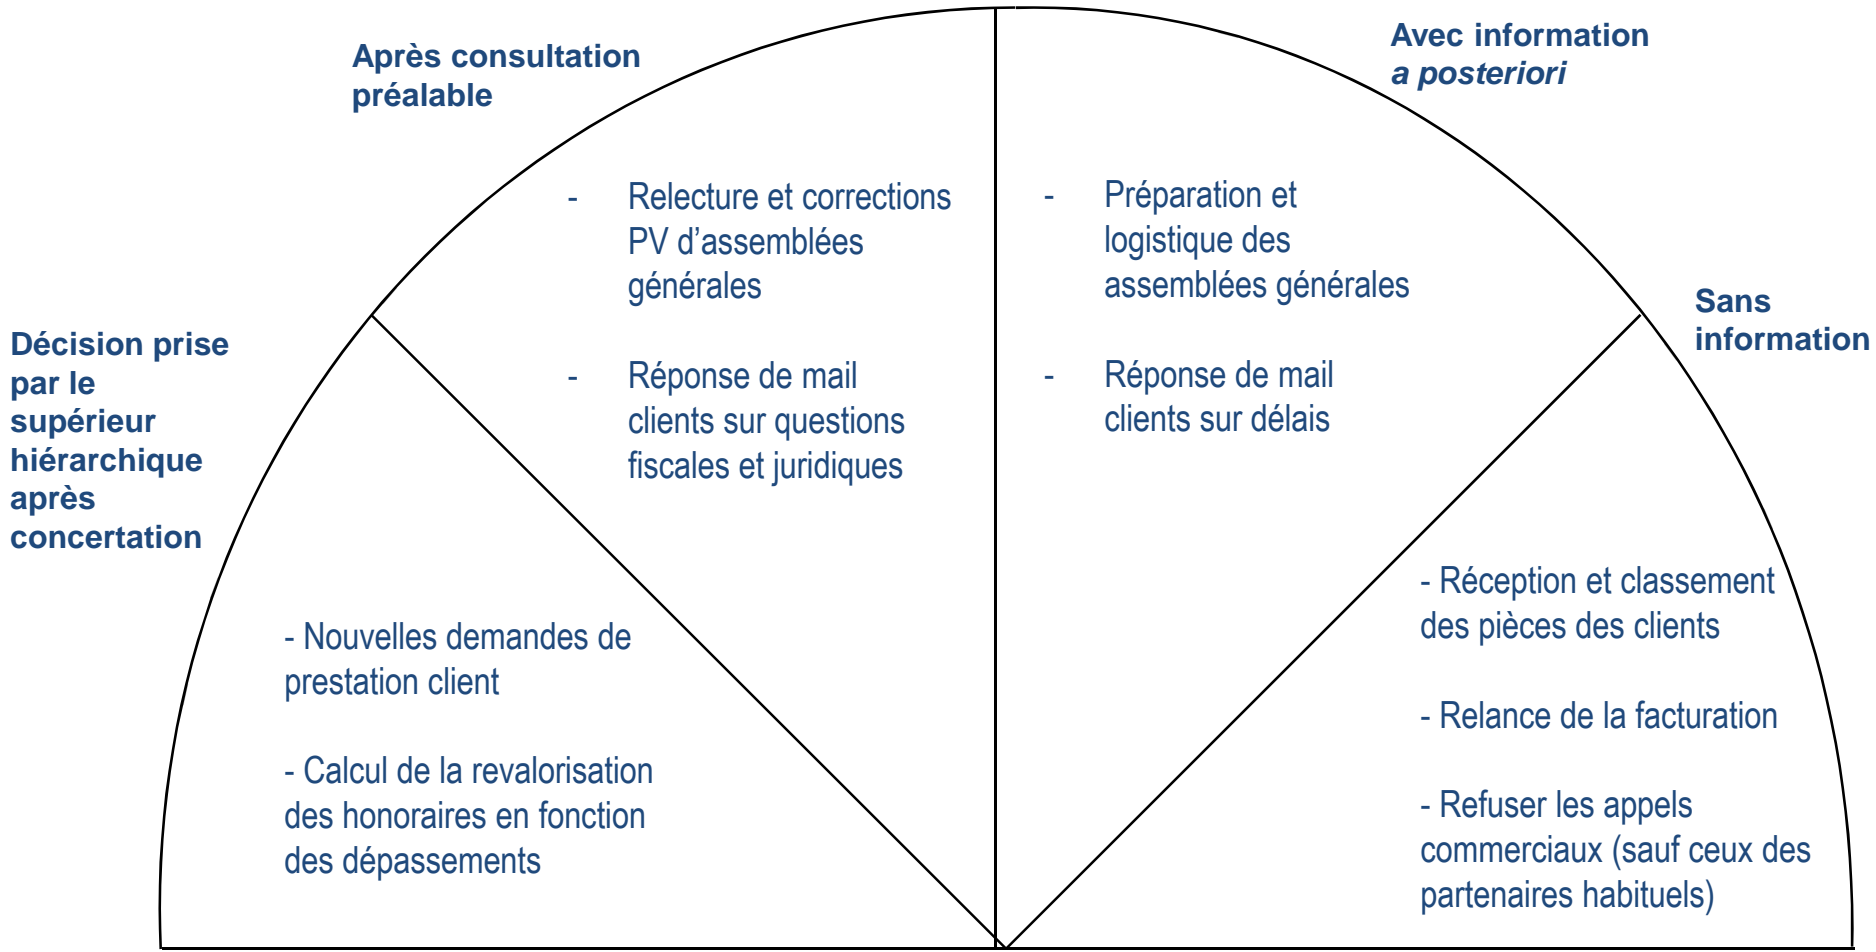 Après consultation
préalable
Avec information
a posteriori
- Relecture et corrections
PV d’assemblées
générales
- Réponse de mail
clients sur questions
fiscales et juridiques
- Préparation et
logistique des
assemblées générales
- Réponse de mail
clients sur délais
Sans
information
Décision prise
par le
supérieur
hiérarchique
après
concertation
- Nouvelles demandes de
prestation client
- Calcul de la revalorisation
des honoraires en fonction
des dépassements
- Réception et classement
des pièces des clients
- Relance de la facturation
- Refuser les appels
commerciaux (sauf ceux des
partenaires habituels)